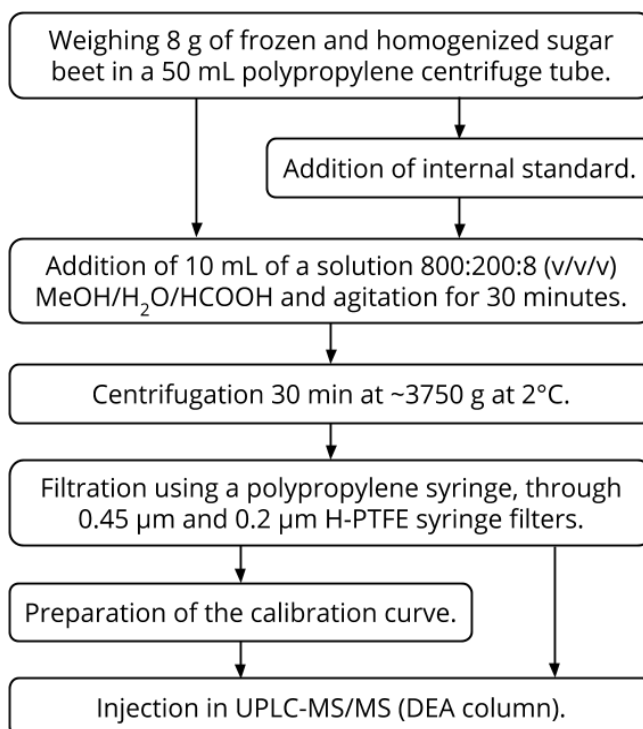 Weighing 8 g of frozen and homogenized sugar
beet in a 50 mL polypropylene centrifuge tube.
Addition of internal standard.
Addition of 10 mL of a solution 800:200:8 (v/v/v)
MeOH/H₂O/HCOOH and agitation for 30 minutes.
Centrifugation 30 min at ~3750 g at 2°C.
Filtration using a polypropylene syringe, through
0.45 µm and 0.2 µm H-PTFE syringe filters.
Preparation of the calibration curve.
Injection in UPLC-MS/MS (DEA column).